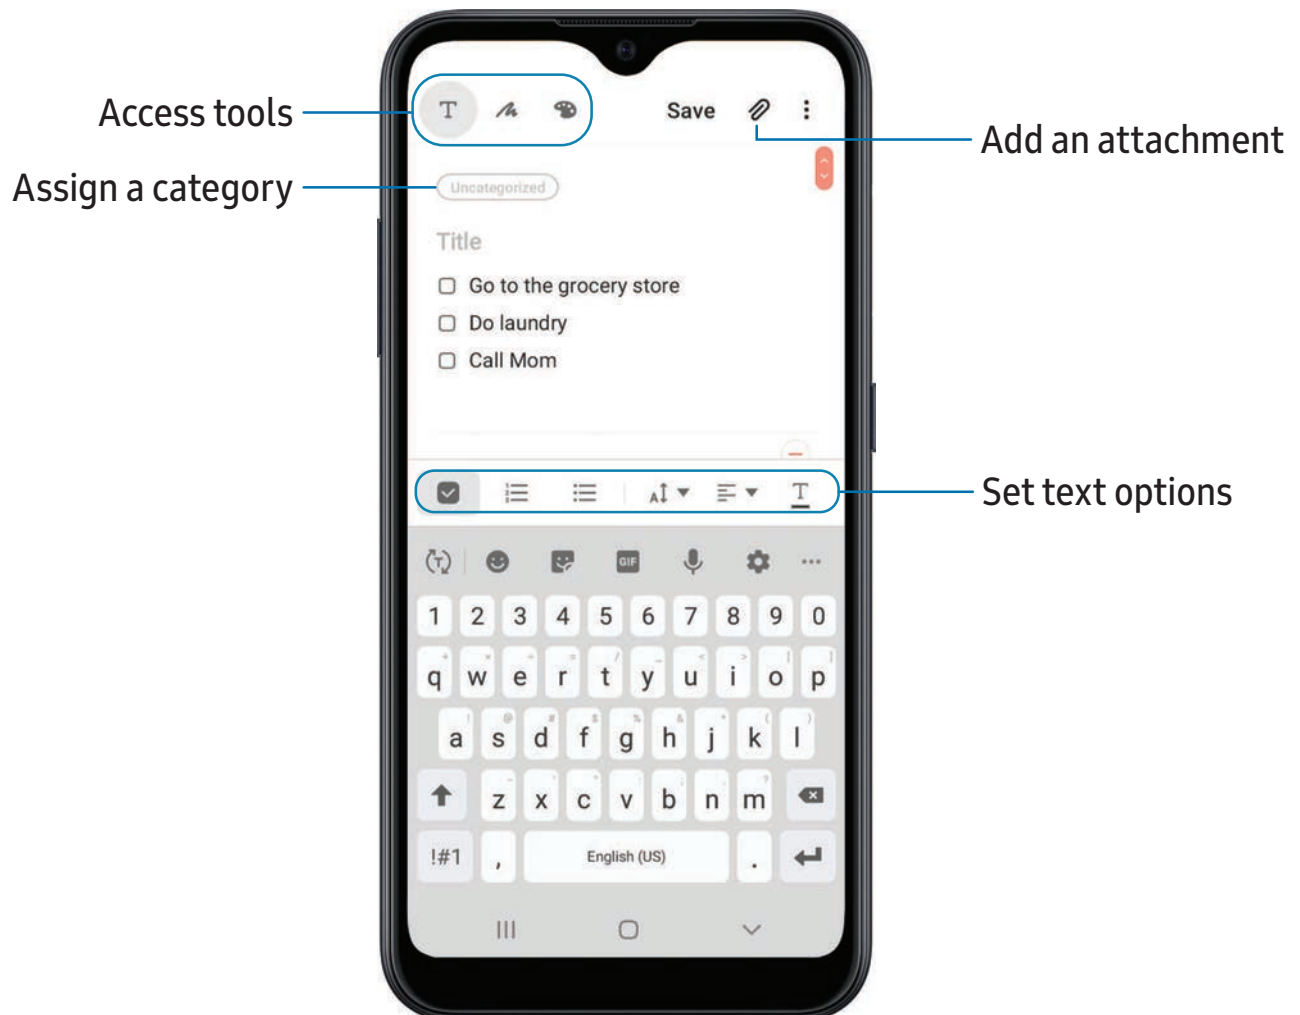 Access tools
T
Save
Add an attachment
Assign a category
Uncategorized
Title
Go to the grocery store
Do laundry
Call Mom
A
T
Set text options
T
GIF
1 2 3 4 5 6 7 8 9 0
q w e r t y u i o p
a s d f g h j k l
z x c v b n m
!#1 , English (US) .